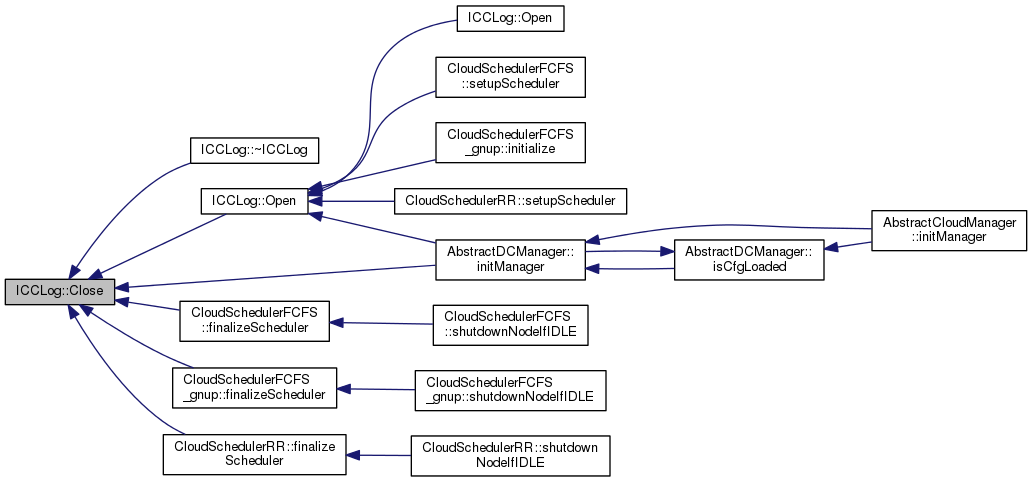 ICCLog::Open
CloudSchedulerFCFS
::setupScheduler
CloudSchedulerFCFS
_gnup::initialize
ICCLog::~ICCLog
ICCLog::Open
CloudSchedulerRR::setupScheduler
AbstractCloudManager
::initManager
AbstractDCManager::
initManager
AbstractDCManager::
isCfgLoaded
ICCLog::Close
CloudSchedulerFCFS
::finalizeScheduler
CloudSchedulerFCFS
::shutdownNodeIfIDLE
CloudSchedulerFCFS
_gnup::finalizeScheduler
CloudSchedulerFCFS
_gnup::shutdownNodeIfIDLE
CloudSchedulerRR::finalize
Scheduler
CloudSchedulerRR::shutdown
NodeIfIDLE